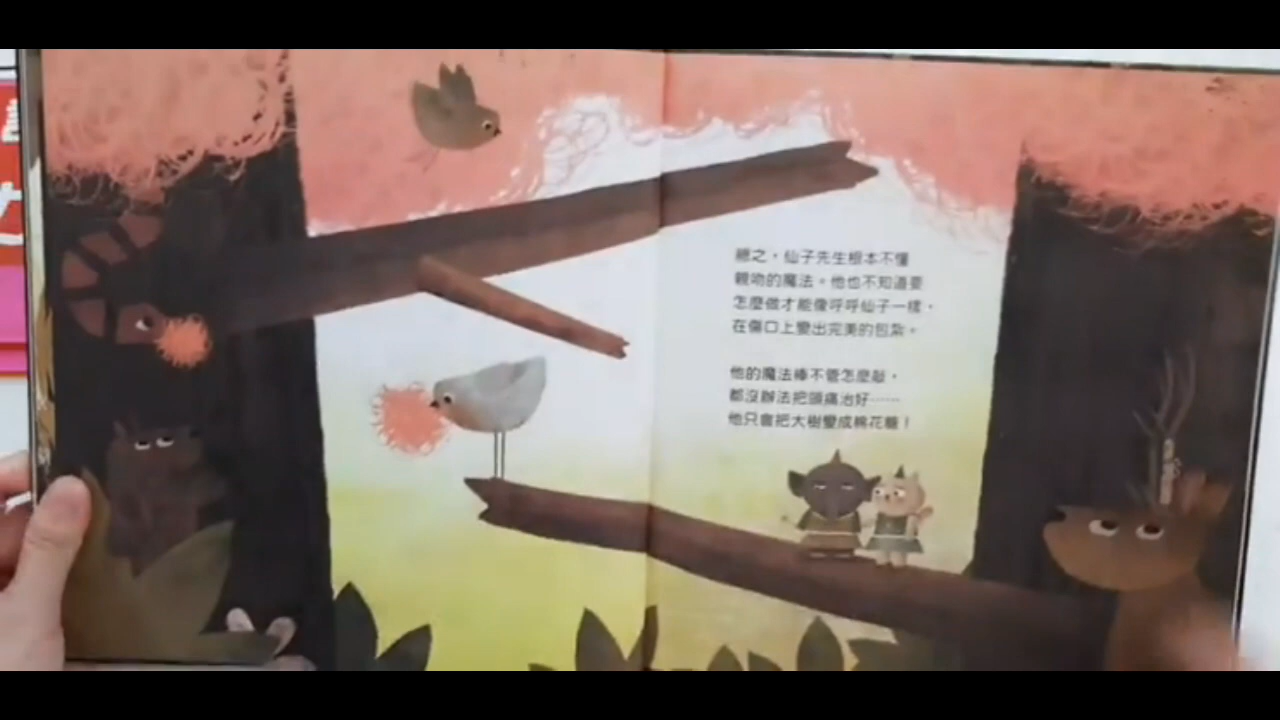 總之，仙子先生根本不懂
親吻的魔法。他也不知道要
怎麼做才能像呼呼仙子一樣，
在傷口上變出完美的包紮。
他的魔法棒不管怎麼敲，
都沒辦法把頭痛治好……
他只會把大樹變成棉花糖！